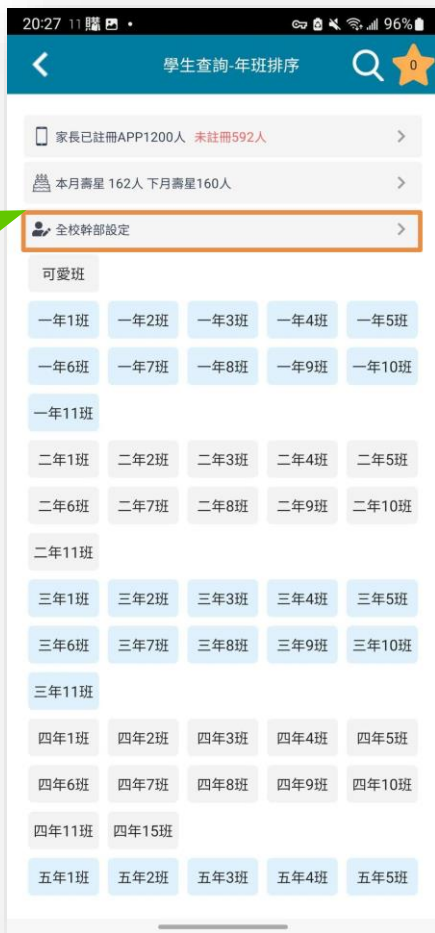 20:27 11 購 96%
學生查詢-年班排序 0
家長已註冊APP1200人 未註冊592人
本月壽星 162人 下月壽星160人
全校幹部設定
可愛班
一年1班 一年2班 一年3班 一年4班 一年5班
一年6班 一年7班 一年8班 一年9班 一年10班
一年11班
二年1班 二年2班 二年3班 二年4班 二年5班
二年6班 二年7班 二年8班 二年9班 二年10班
二年11班
三年1班 三年2班 三年3班 三年4班 三年5班
三年6班 三年7班 三年8班 三年9班 三年10班
三年11班
四年1班 四年2班 四年3班 四年4班 四年5班
四年6班 四年7班 四年8班 四年9班 四年10班
四年11班 四年15班
五年1班 五年2班 五年3班 五年4班 五年5班